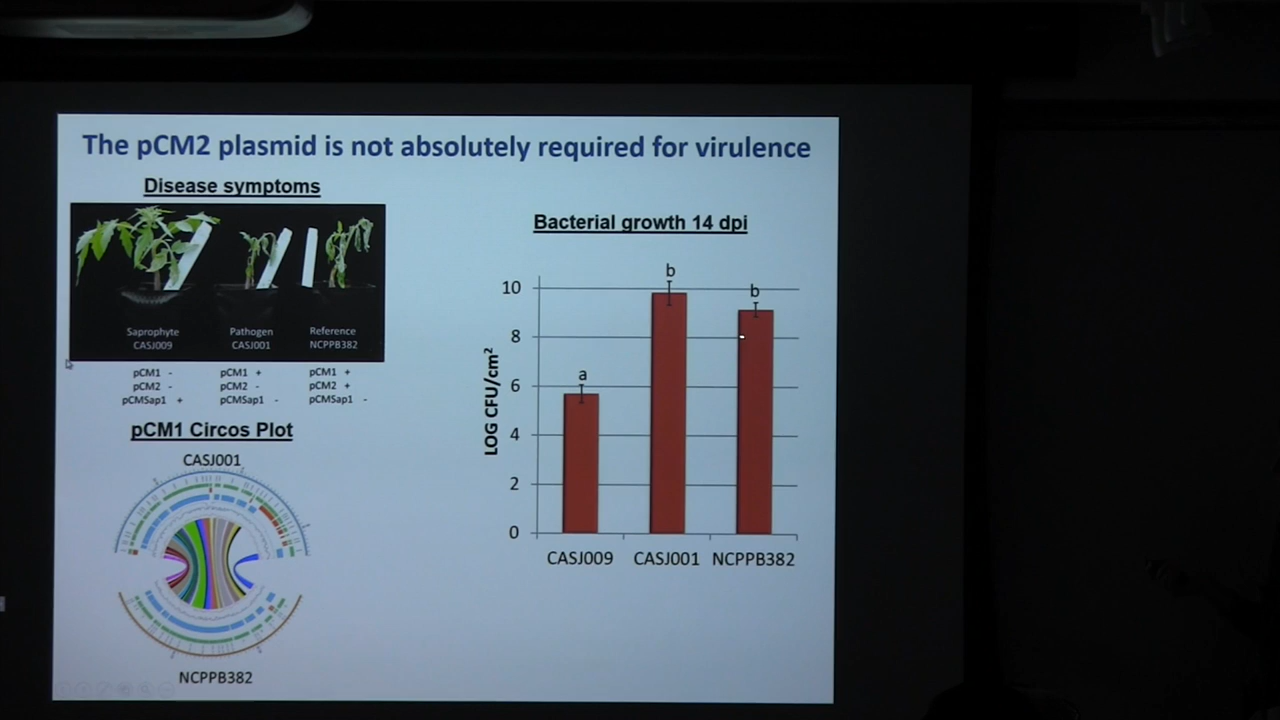 The pCM2 plasmid is not absolutely required for virulence
Disease symptoms
Saprophyte Pathogen Reference
CASJ009 CASJ001 NCPPB382
pCM1 - pCM1 + pCM1 +
pCM2 - pCM2 - pCM2 +
pCMSap1 + pCMSap1 - pCMSap1 -
pCM1 Circos Plot
CASJ001
NCPPB382
Bacterial growth 14 dpi
LOG CFU/cm²
10
8
6
4
2
0
a
b
b
CASJ009 CASJ001 NCPPB382